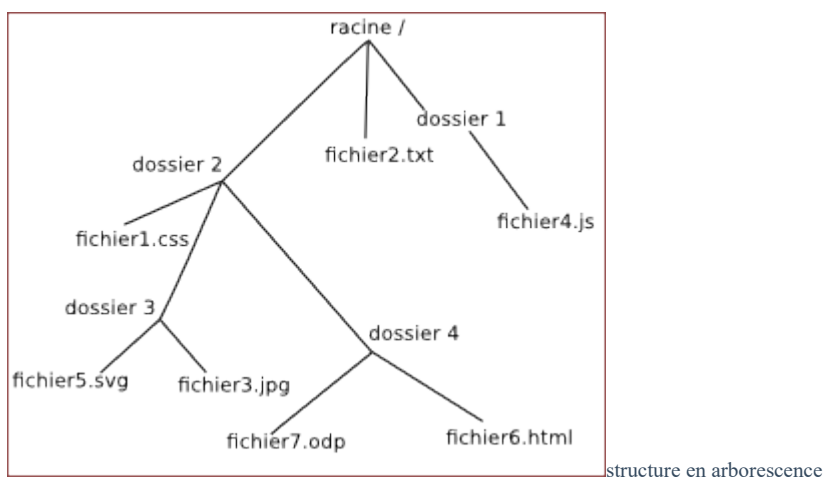 racine /
dossier 1
fichier2.txt
dossier 2
fichier4.js
fichier1.css
dossier 3
dossier 4
fichier5.svg
fichier3.jpg
fichier7.odp
fichier6.html
structure en arborescence